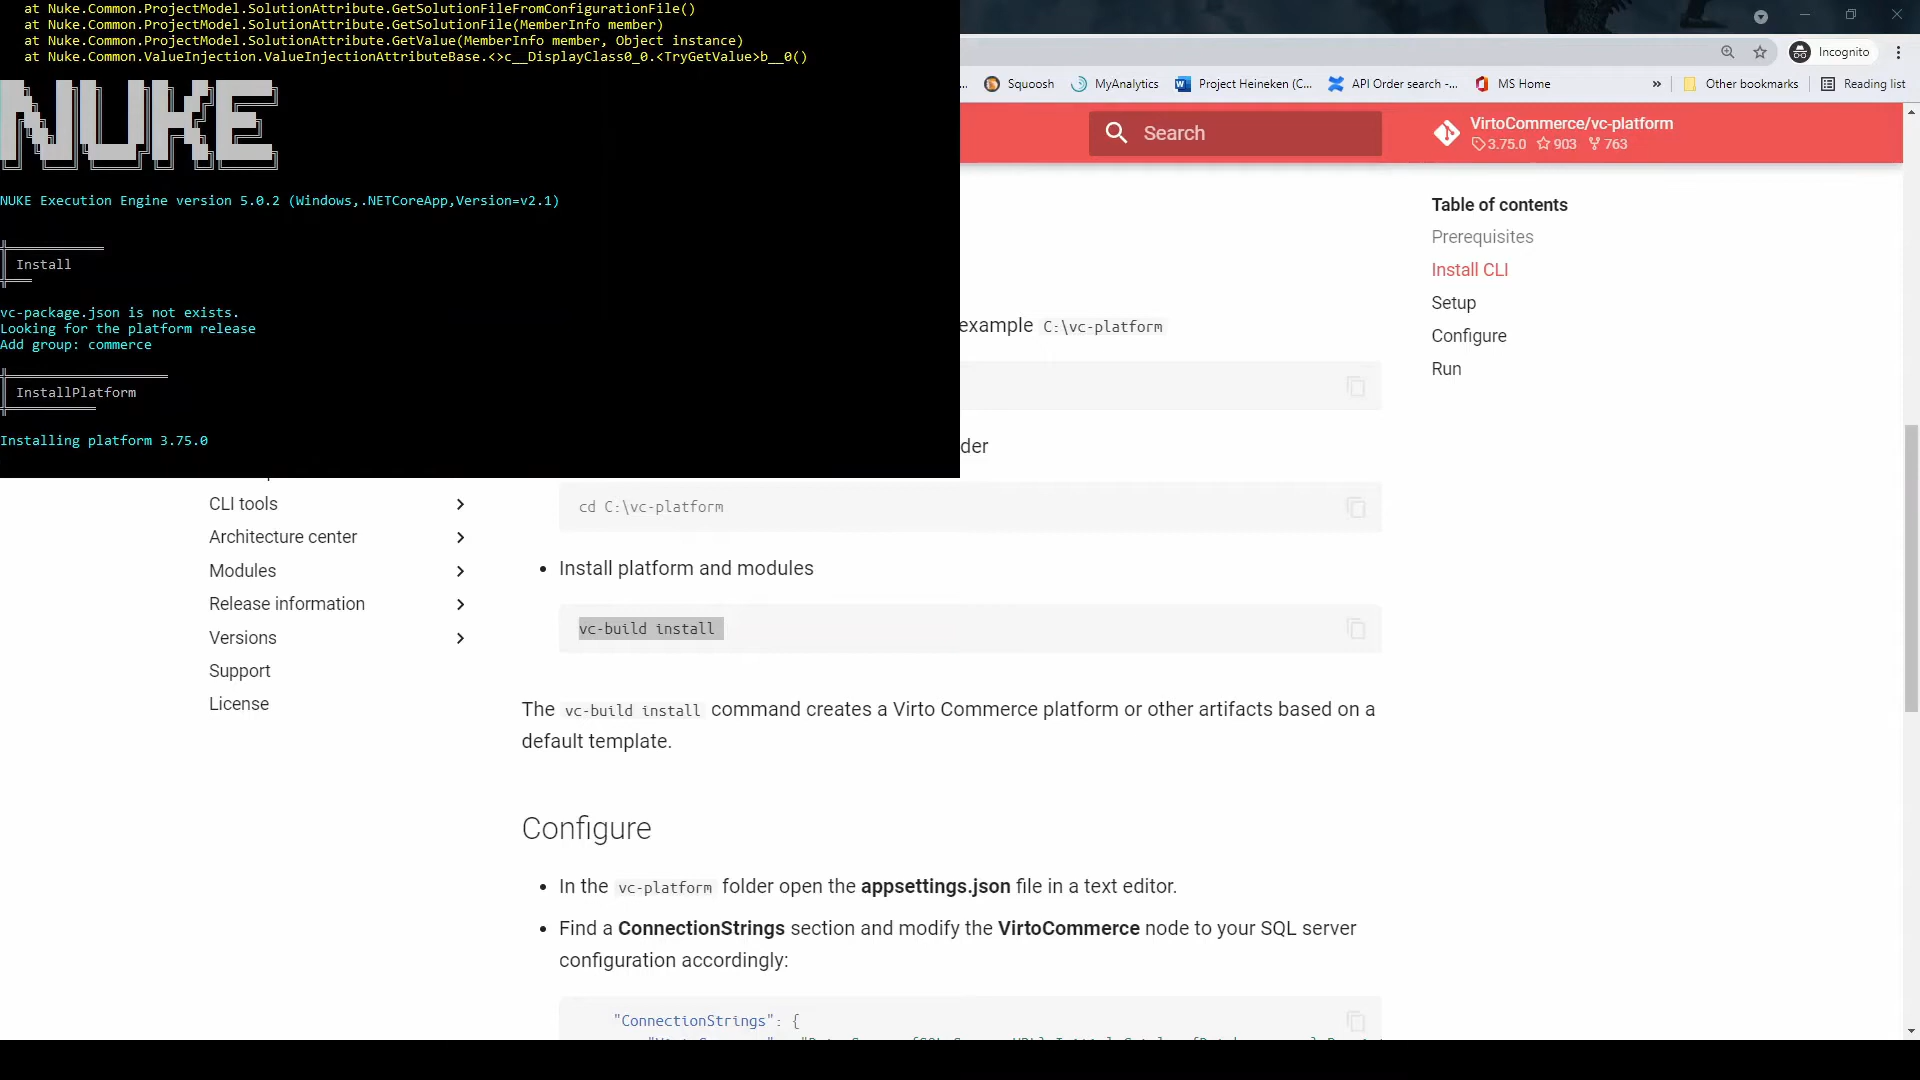 at Nuke.Common.ProjectModel.SolutionAttribute.GetSolutionFileFromConfigurationFile()
at Nuke.Common.ProjectModel.SolutionAttribute.GetSolutionFile(MemberInfo member)
at Nuke.Common.ProjectModel.SolutionAttribute.GetValue(MemberInfo member, Object instance)
at Nuke.Common.ValueInjection.ValueInjectionAttributeBase.<>c__DisplayClass0_0.<TryGetValue>b__0()
NUKE
NUKE Execution Engine version 5.0.2 (Windows,.NETCoreApp,Version=v2.1)
Install
vc-package.json is not exists.
Looking for the platform release
Add group: commerce
InstallPlatform
Installing platform 3.75.0
Incognito
... Squoosh MyAnalytics Project Heineken (C... API Order search -... MS Home » Other bookmarks Reading list
Search
VirtoCommerce/vc-platform
3.75.0 903 763
CLI tools
Architecture center
Modules
Release information
Versions
Support
License
example C:\vc-platform
der
cd C:\vc-platform
• Install platform and modules
vc-build install
The vc-build install command creates a Virto Commerce platform or other artifacts based on a
default template.
Configure
• In the vc-platform folder open the appsettings.json file in a text editor.
• Find a ConnectionStrings section and modify the VirtoCommerce node to your SQL server
configuration accordingly:
"ConnectionStrings": {
Table of contents
Prerequisites
Install CLI
Setup
Configure
Run